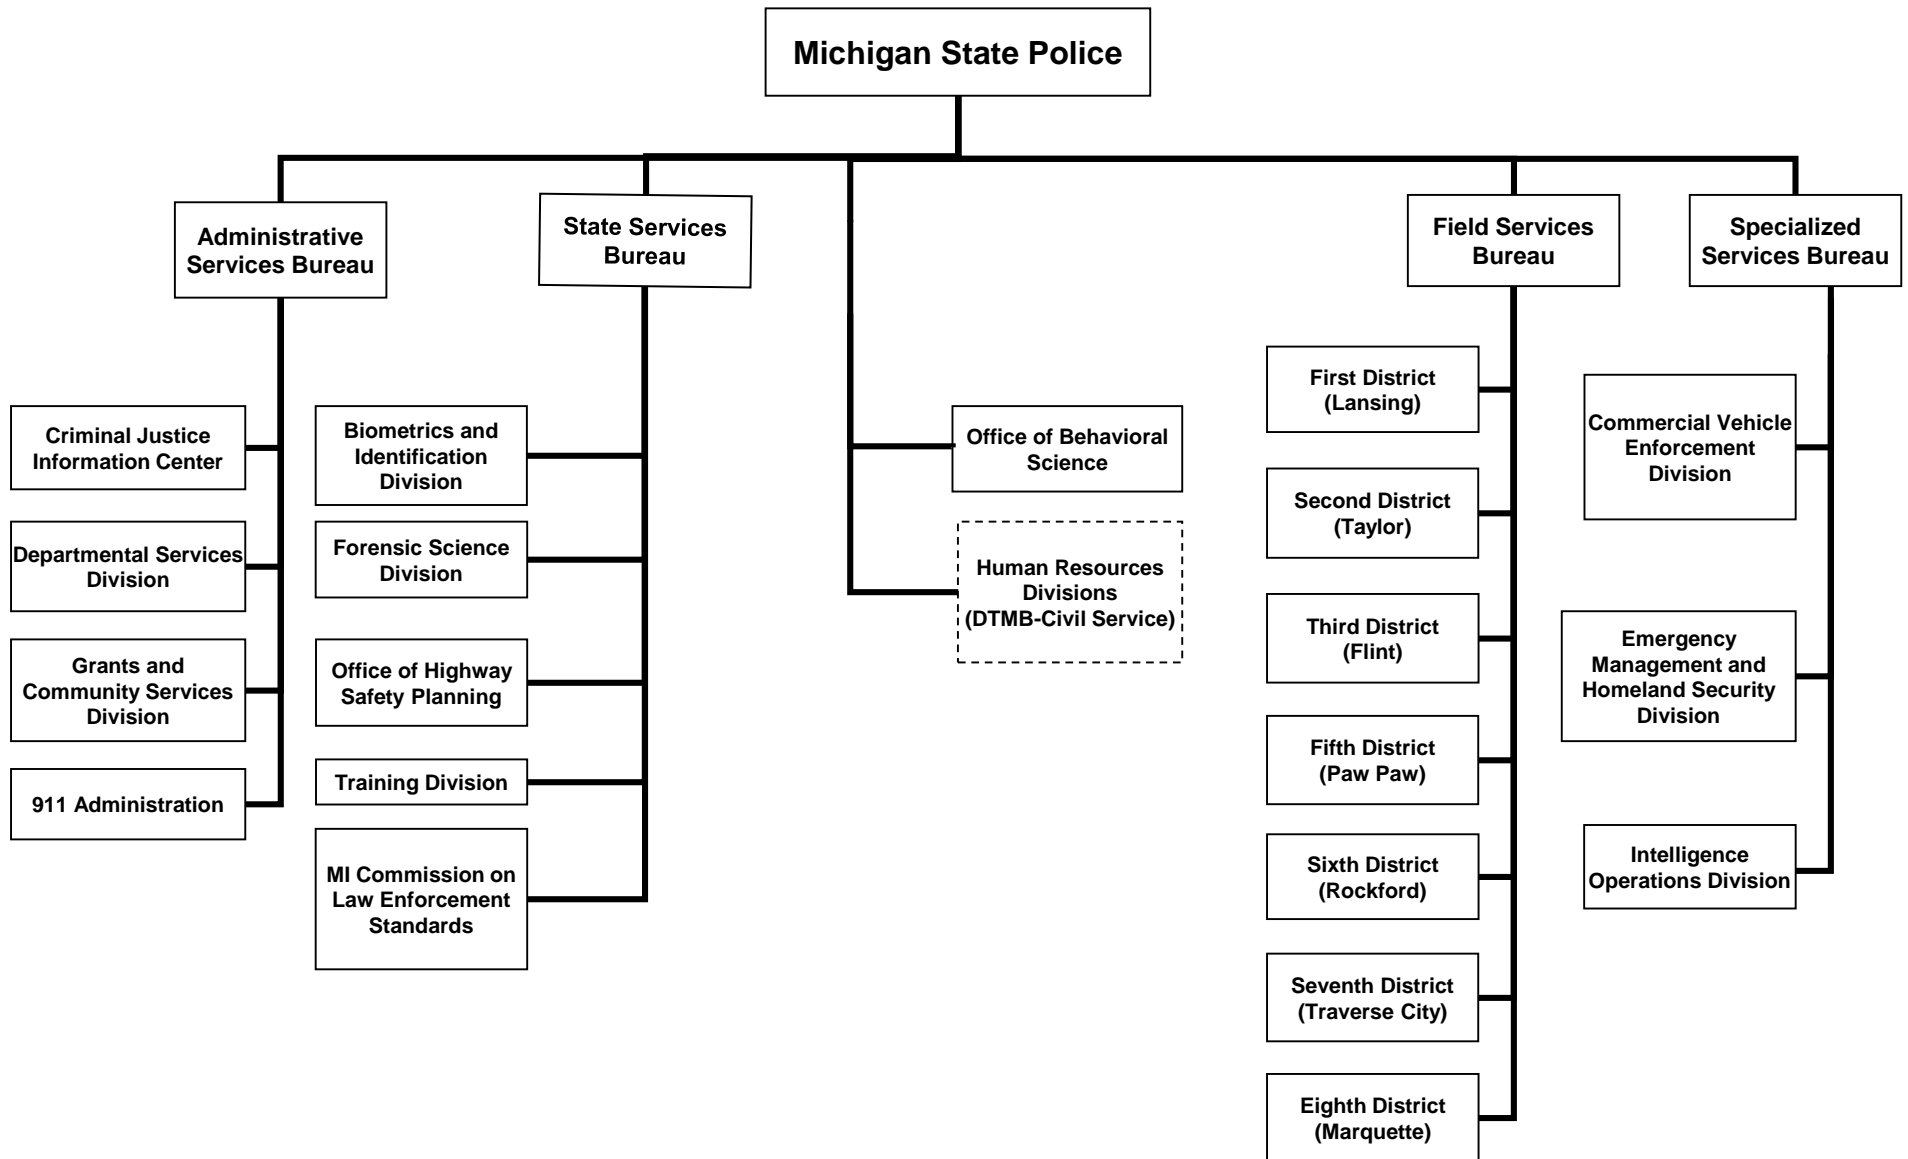 Michigan State Police
Administrative
Services Bureau
State Services
Bureau
Field Services
Bureau
Specialized
Services Bureau
Criminal Justice
Information Center
Departmental Services
Division
Grants and
Community Services
Division
911 Administration
Biometrics and
Identification
Division
Forensic Science
Division
Office of Highway
Safety Planning
Training Division
MI Commission on
Law Enforcement
Standards
Office of Behavioral
Science
Human Resources
Divisions
(DTMB-Civil Service)
First District
(Lansing)
Second District
(Taylor)
Third District
(Flint)
Fifth District
(Paw Paw)
Sixth District
(Rockford)
Seventh District
(Traverse City)
Eighth District
(Marquette)
Commercial Vehicle
Enforcement
Division
Emergency
Management and
Homeland Security
Division
Intelligence
Operations Division